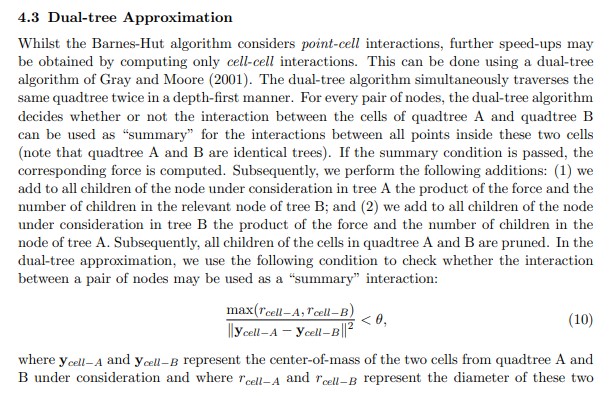 4.3 Dual-tree Approximation
Whilst the Barnes-Hut algorithm considers point-cell interactions, further speed-ups may
be obtained by computing only cell-cell interactions. This can be done using a dual-tree
algorithm of Gray and Moore (2001). The dual-tree algorithm simultaneously traverses the
same quadtree twice in a depth-first manner. For every pair of nodes, the dual-tree algorithm
decides whether or not the interaction between the cells of quadtree A and quadtree B
can be used as “summary” for the interactions between all points inside these two cells
(note that quadtree A and B are identical trees). If the summary condition is passed, the
corresponding force is computed. Subsequently, we perform the following additions: (1) we
add to all children of the node under consideration in tree A the product of the force and the
number of children in the relevant node of tree B; and (2) we add to all children of the node
under consideration in tree B the product of the force and the number of children in the
node of tree A. Subsequently, all children of the cells in quadtree A and B are pruned. In the
dual-tree approximation, we use the following condition to check whether the interaction
between a pair of nodes may be used as a “summary” interaction:
max(r_{cell−A}, r_{cell−B}) / ‖y_{cell−A} − y_{cell−B}‖² < θ, (10)
where y_{cell−A} and y_{cell−B} represent the center-of-mass of the two cells from quadtree A and
B under consideration and where r_{cell−A} and r_{cell−B} represent the diameter of these two